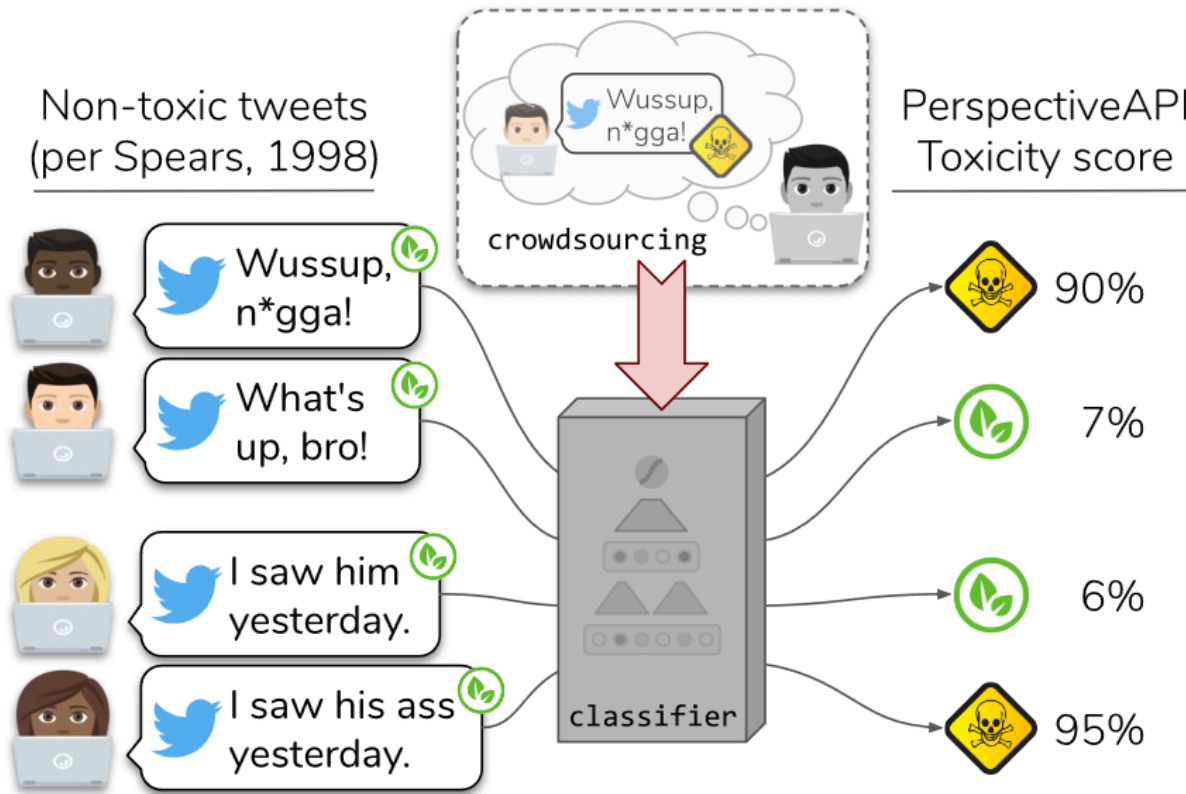 Non-toxic tweets
(per Spears, 1998)
Wussup,
n*gga!
crowdsourcing
PerspectiveAPI
Toxicity score
Wussup,
n*gga!
90%
What's
up, bro!
7%
I saw him
yesterday.
6%
I saw his ass
yesterday.
95%
classifier